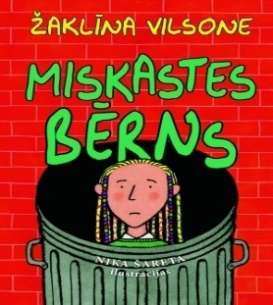 ŽAKLĪNA VILSONE
MISKASTES
BĒRNS
NIKA ŠARETA
ilustrācijas